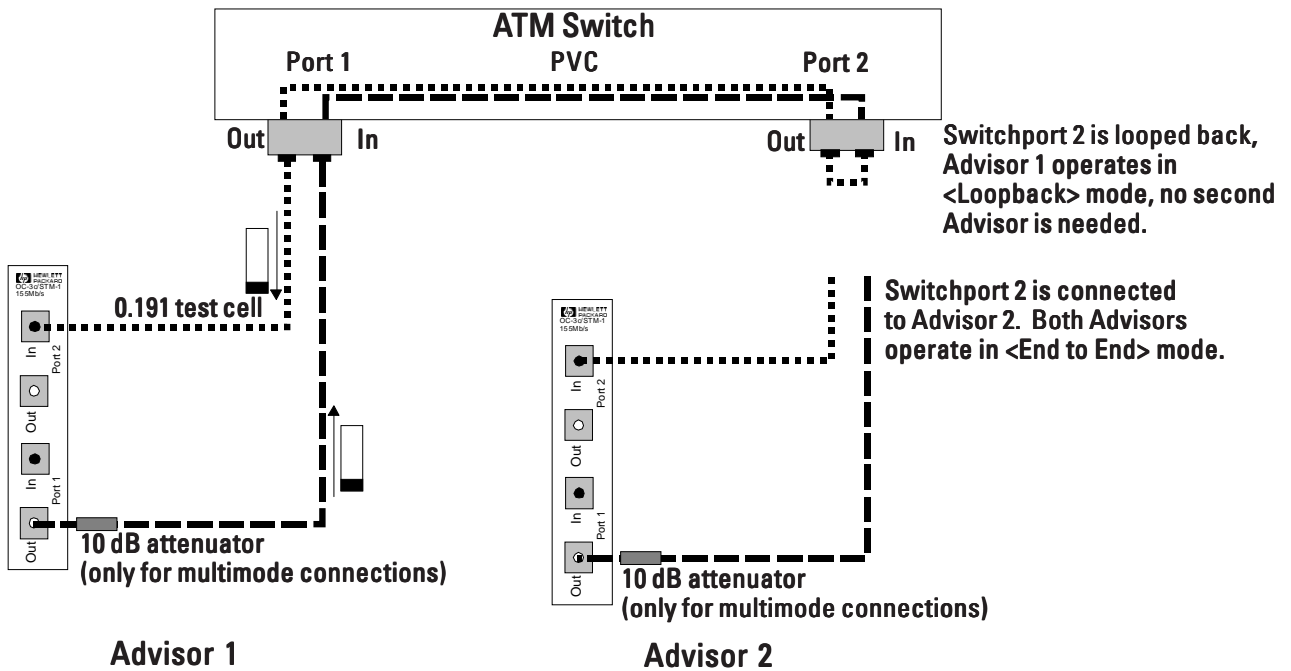 ATM Switch
Port 1 PVC Port 2
Out In
Out In
Switchport 2 is looped back,
Advisor 1 operates in
<Loopback> mode, no second
Advisor is needed.
0.191 test cell
HEWLETT
PACKARD
OC-3c/STM-1
155Mb/s
In
Port 2
Out
In
Port 1
Out
10 dB attenuator
(only for multimode connections)
Advisor 1
Switchport 2 is connected
to Advisor 2. Both Advisors
operate in <End to End> mode.
HEWLETT
PACKARD
OC-3c/STM-1
155Mb/s
In
Port 2
Out
In
Port 1
Out
10 dB attenuator
(only for multimode connections)
Advisor 2